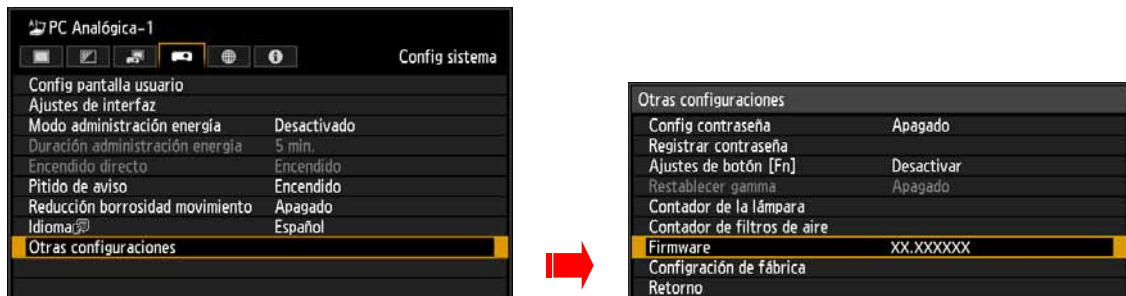 PC Analógica-1
Config sistema
Config pantalla usuario
Ajustes de interfaz
Modo administración energía Desactivado
Duración administración energía 5 min.
Encendido directo Encendido
Pitido de aviso Encendido
Reducción borrosidad movimiento Apagado
Idioma Español
Otras configuraciones
Otras configuraciones
Config contraseña Apagado
Registrar contraseña
Ajustes de botón [Fn] Desactivar
Restablecer gamma Apagado
Contador de la lámpara
Contador de filtros de aire
Firmware XX.XXXXXX
Configración de fábrica
Retorno